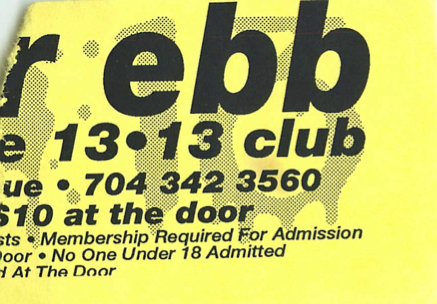 r ebb
e 13•13 club
ue • 704 342 3560
$10 at the door
sts • Membership Required For Admission
Door • No One Under 18 Admitted
d At The Door